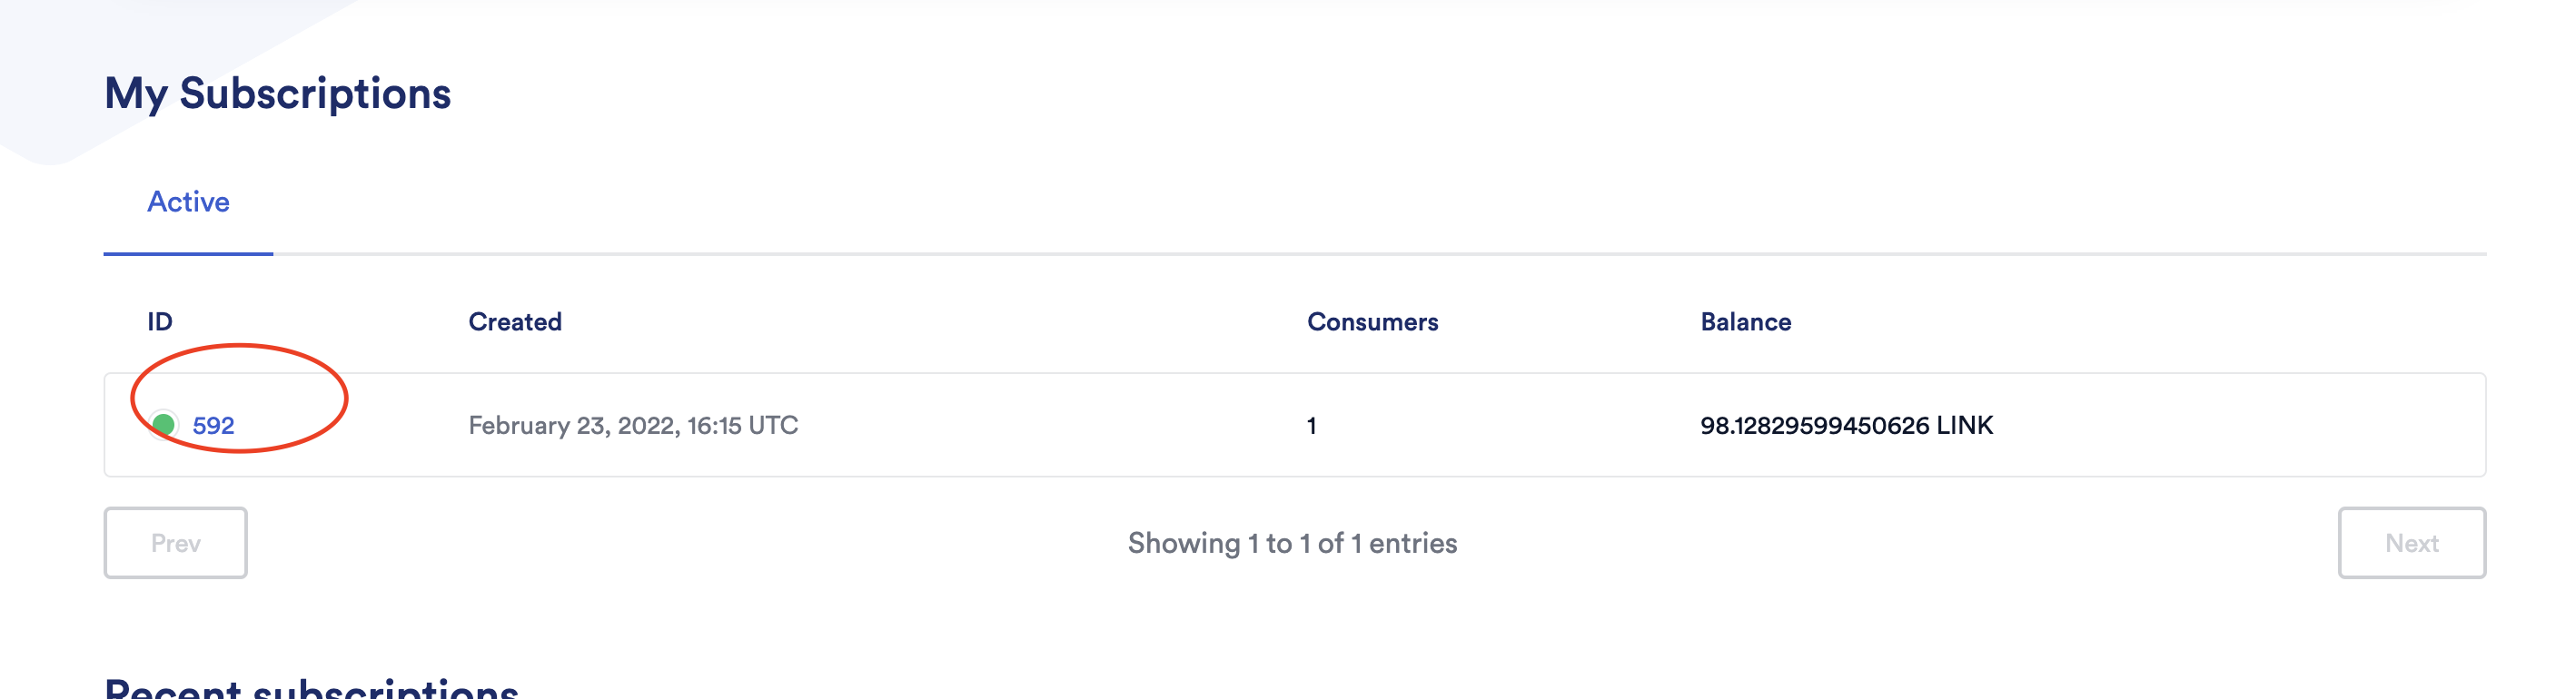 My Subscriptions
Active
ID Created Consumers Balance
592 February 23, 2022, 16:15 UTC 1 98.12829599450626 LINK
Prev Showing 1 to 1 of 1 entries Next
Recent subscriptions